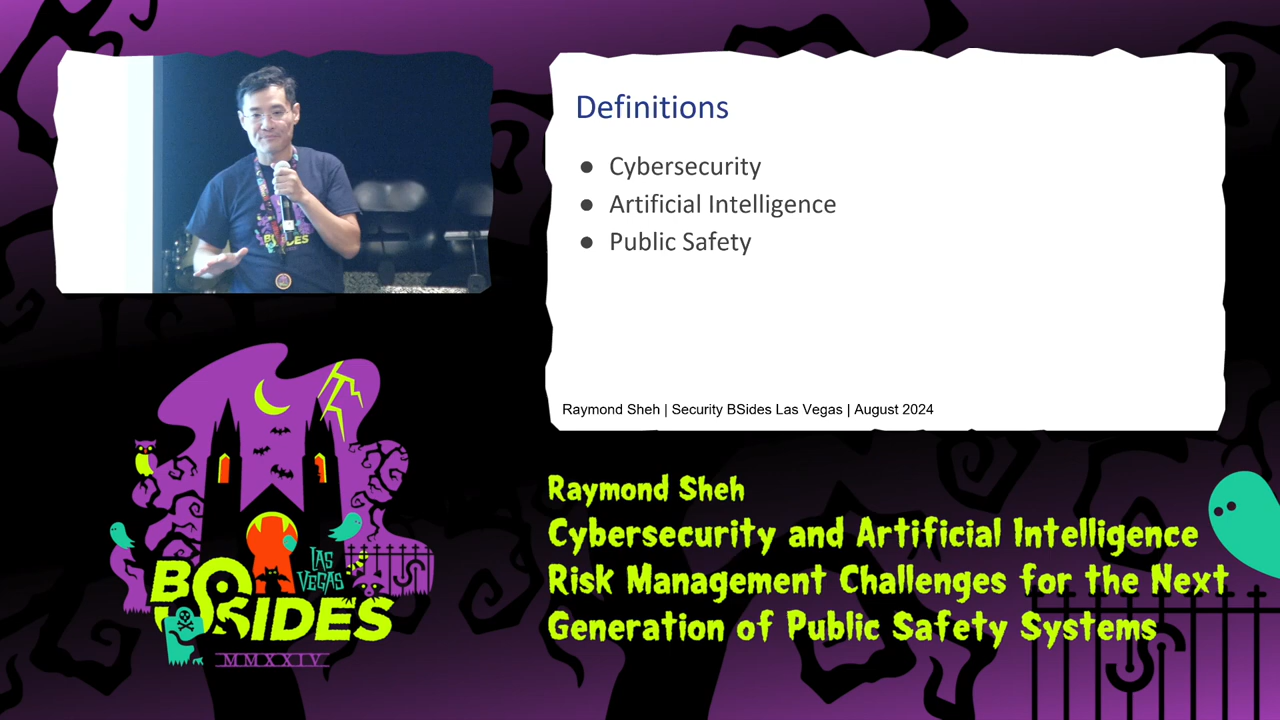 Definitions
● Cybersecurity
● Artificial Intelligence
● Public Safety
Raymond Sheh | Security BSides Las Vegas | August 2024
BSIDES
LAS
VEGAS
BSIDES
MMXXIV
Raymond Sheh
Cybersecurity and Artificial Intelligence
Risk Management Challenges for the Next
Generation of Public Safety Systems